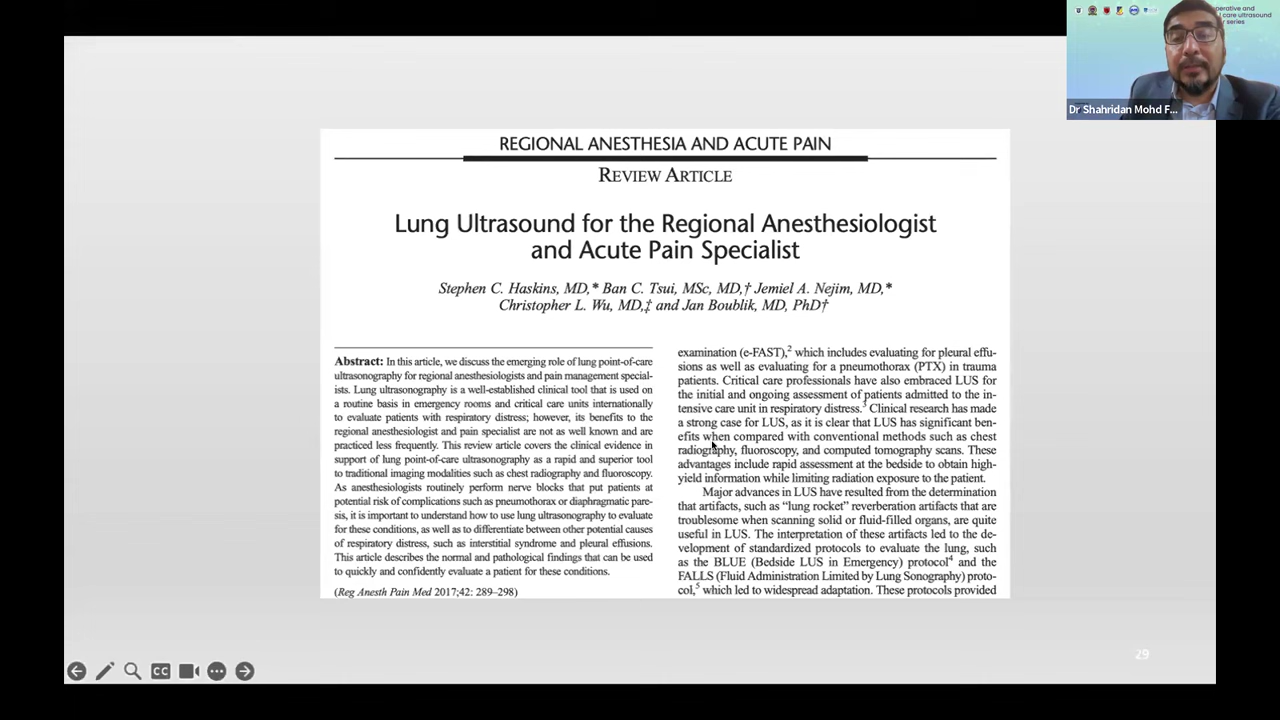 perative and
care ultrasound
series
Dr Shahridan Mohd F...
REGIONAL ANESTHESIA AND ACUTE PAIN
REVIEW ARTICLE
Lung Ultrasound for the Regional Anesthesiologist
and Acute Pain Specialist
Stephen C. Haskins, MD,* Ban C. Tsui, MSc, MD,† Jemiel A. Nejim, MD,*
Christopher L. Wu, MD,‡ and Jan Boublik, MD, PhD†
Abstract: In this article, we discuss the emerging role of lung point-of-care
ultrasonography for regional anesthesiologists and pain management special-
ists. Lung ultrasonography is a well-established clinical tool that is used on
a routine basis in emergency rooms and critical care units internationally
to evaluate patients with respiratory distress; however, its benefits to the
regional anesthesiologist and pain specialist are not as well known and are
practiced less frequently. This review article covers the clinical evidence in
support of lung point-of-care ultrasonography as a rapid and superior tool
to traditional imaging modalities such as chest radiography and fluoroscopy.
As anesthesiologists routinely perform nerve blocks that put patients at
potential risk of complications such as pneumothorax or diaphragmatic pare-
sis, it is important to understand how to use lung ultrasonography to evaluate
for these conditions, as well as to differentiate between other potential causes
of respiratory distress, such as interstitial syndrome and pleural effusions.
This article describes the normal and pathological findings that can be used
to quickly and confidently evaluate a patient for these conditions.
(Reg Anesth Pain Med 2017;42: 289–298)
examination (e-FAST),2 which includes evaluating for pleural effu-
sions as well as evaluating for a pneumothorax (PTX) in trauma
patients. Critical care professionals have also embraced LUS for
the initial and ongoing assessment of patients admitted to the in-
tensive care unit in respiratory distress.3 Clinical research has made
a strong case for LUS, as it is clear that LUS has significant ben-
efits when compared with conventional methods such as chest
radiography, fluoroscopy, and computed tomography scans. These
advantages include rapid assessment at the bedside to obtain high-
yield information while limiting radiation exposure to the patient.
Major advances in LUS have resulted from the determination
that artifacts, such as “lung rocket” reverberation artifacts that are
troublesome when scanning solid or fluid-filled organs, are quite
useful in LUS. The interpretation of these artifacts led to the de-
velopment of standardized protocols to evaluate the lung, such
as the BLUE (Bedside LUS in Emergency) protocol4 and the
FALLS (Fluid Administration Limited by Lung Sonography) proto-
col,5 which led to widespread adaptation. These protocols provided
29
CC